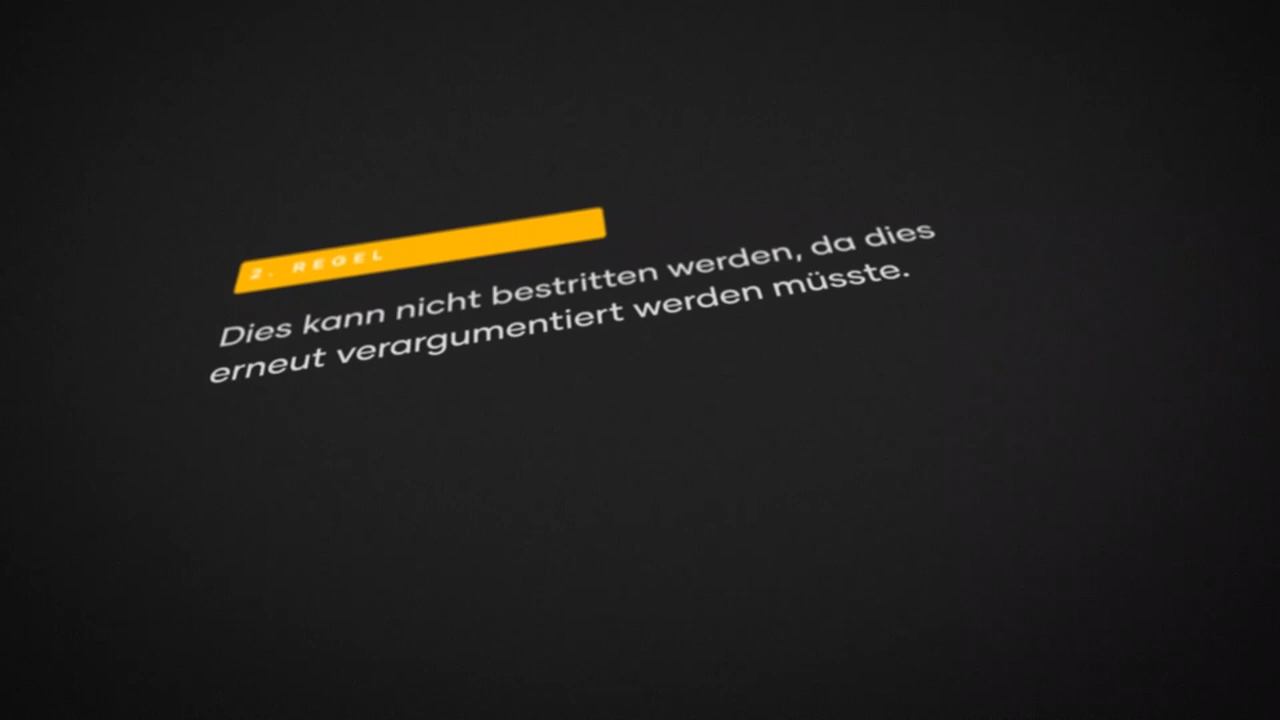 2. REGEL
Dies kann nicht bestritten werden, da dies
erneut verargumentiert werden müsste.